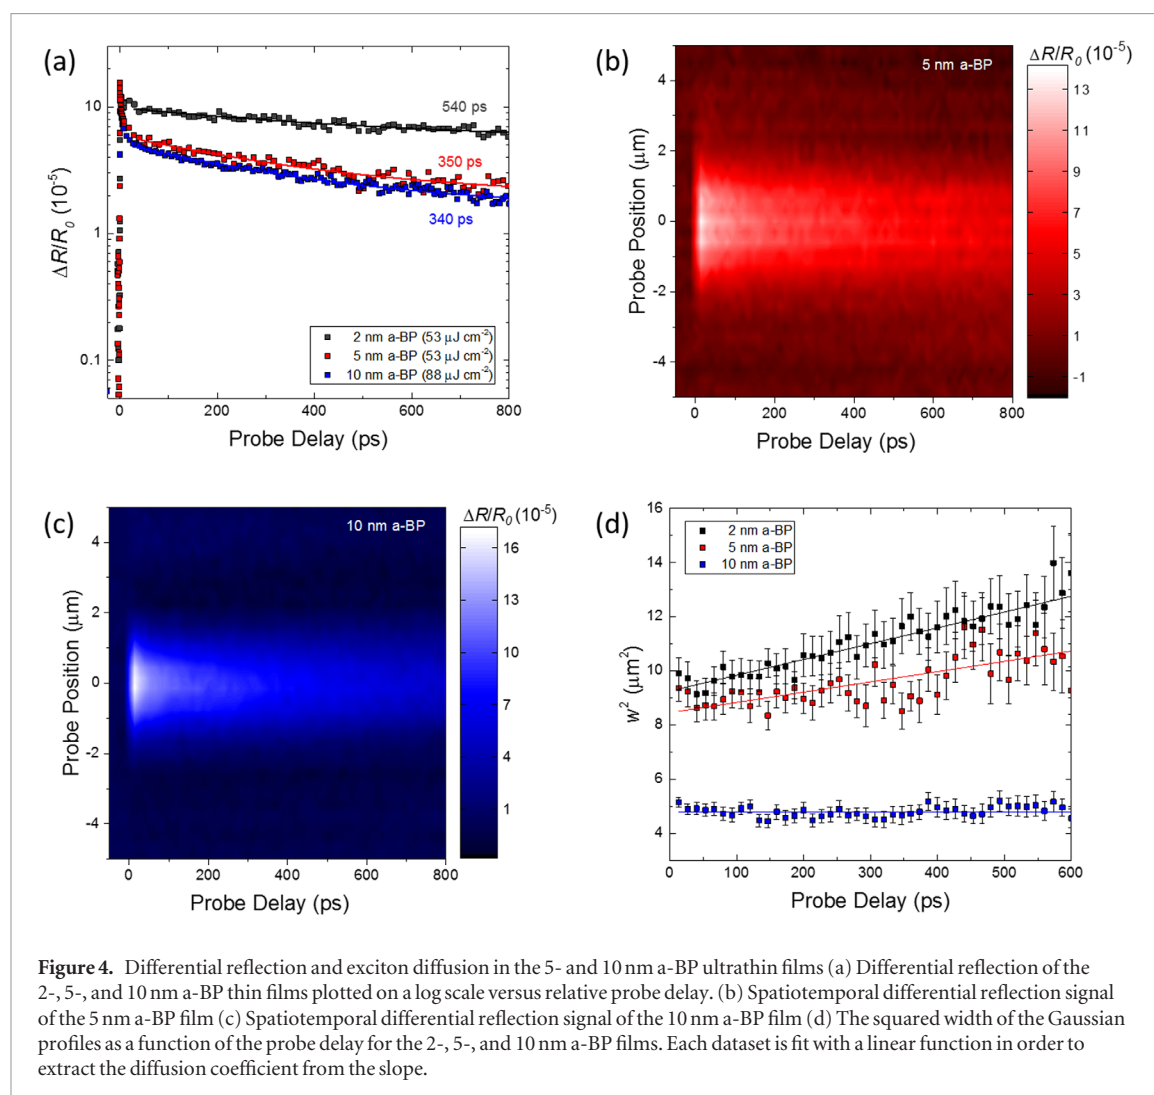 (a)
10
1
0.1
ΔR/R0 (10-5)
540 ps
350 ps
340 ps
2 nm a-BP (53 µJ cm-2)
5 nm a-BP (53 µJ cm-2)
10 nm a-BP (88 µJ cm-2)
0 200 400 600 800
Probe Delay (ps)
(b)
5 nm a-BP
ΔR/R0 (10-5)
4
2
0
-2
-4
Probe Position (µm)
13
11
9
7
5
3
1
-1
0 200 400 600 800
Probe Delay (ps)
(c)
10 nm a-BP
ΔR/R0 (10-5)
4
2
0
-2
-4
Probe Position (µm)
16
13
10
7
4
1
0 200 400 600 800
Probe Delay (ps)
(d)
16
14
12
10
8
6
4
w2 (µm2)
2 nm a-BP
5 nm a-BP
10 nm a-BP
0 100 200 300 400 500 600
Probe Delay (ps)
Figure 4. Differential reflection and exciton diffusion in the 5- and 10 nm a-BP ultrathin films (a) Differential reflection of the
2-, 5-, and 10 nm a-BP thin films plotted on a log scale versus relative probe delay. (b) Spatiotemporal differential reflection signal
of the 5 nm a-BP film (c) Spatiotemporal differential reflection signal of the 10 nm a-BP film (d) The squared width of the Gaussian
profiles as a function of the probe delay for the 2-, 5-, and 10 nm a-BP films. Each dataset is fit with a linear function in order to
extract the diffusion coefficient from the slope.